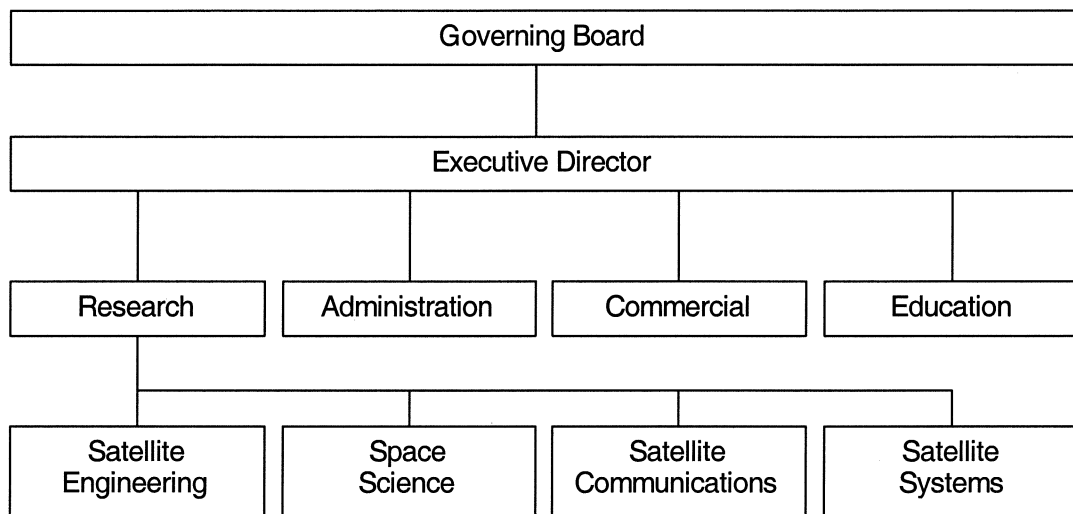 Governing Board
Executive Director
Research
Administration
Commercial
Education
Satellite
Engineering
Space
Science
Satellite
Communications
Satellite
Systems